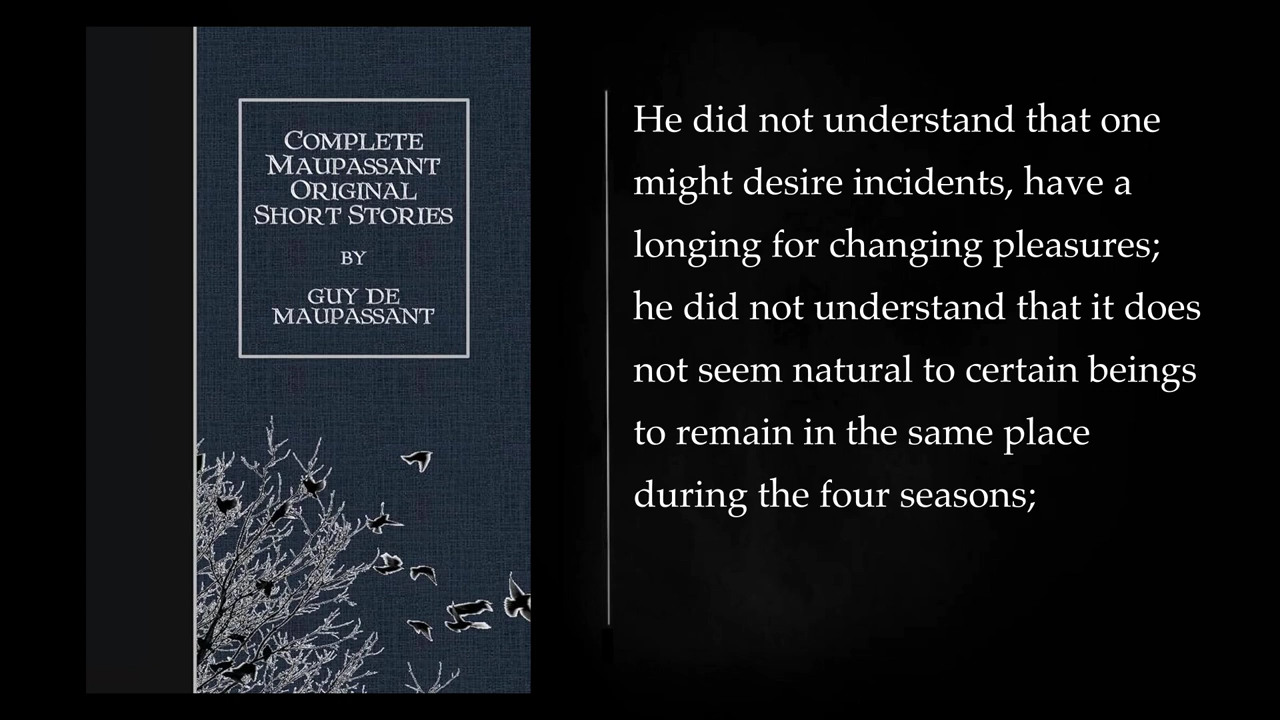 COMPLETE
MAUPASSANT
ORIGINAL
SHORT STORIES
BY
GUY DE
MAUPASSANT
He did not understand that one
might desire incidents, have a
longing for changing pleasures;
he did not understand that it does
not seem natural to certain beings
to remain in the same place
during the four seasons;